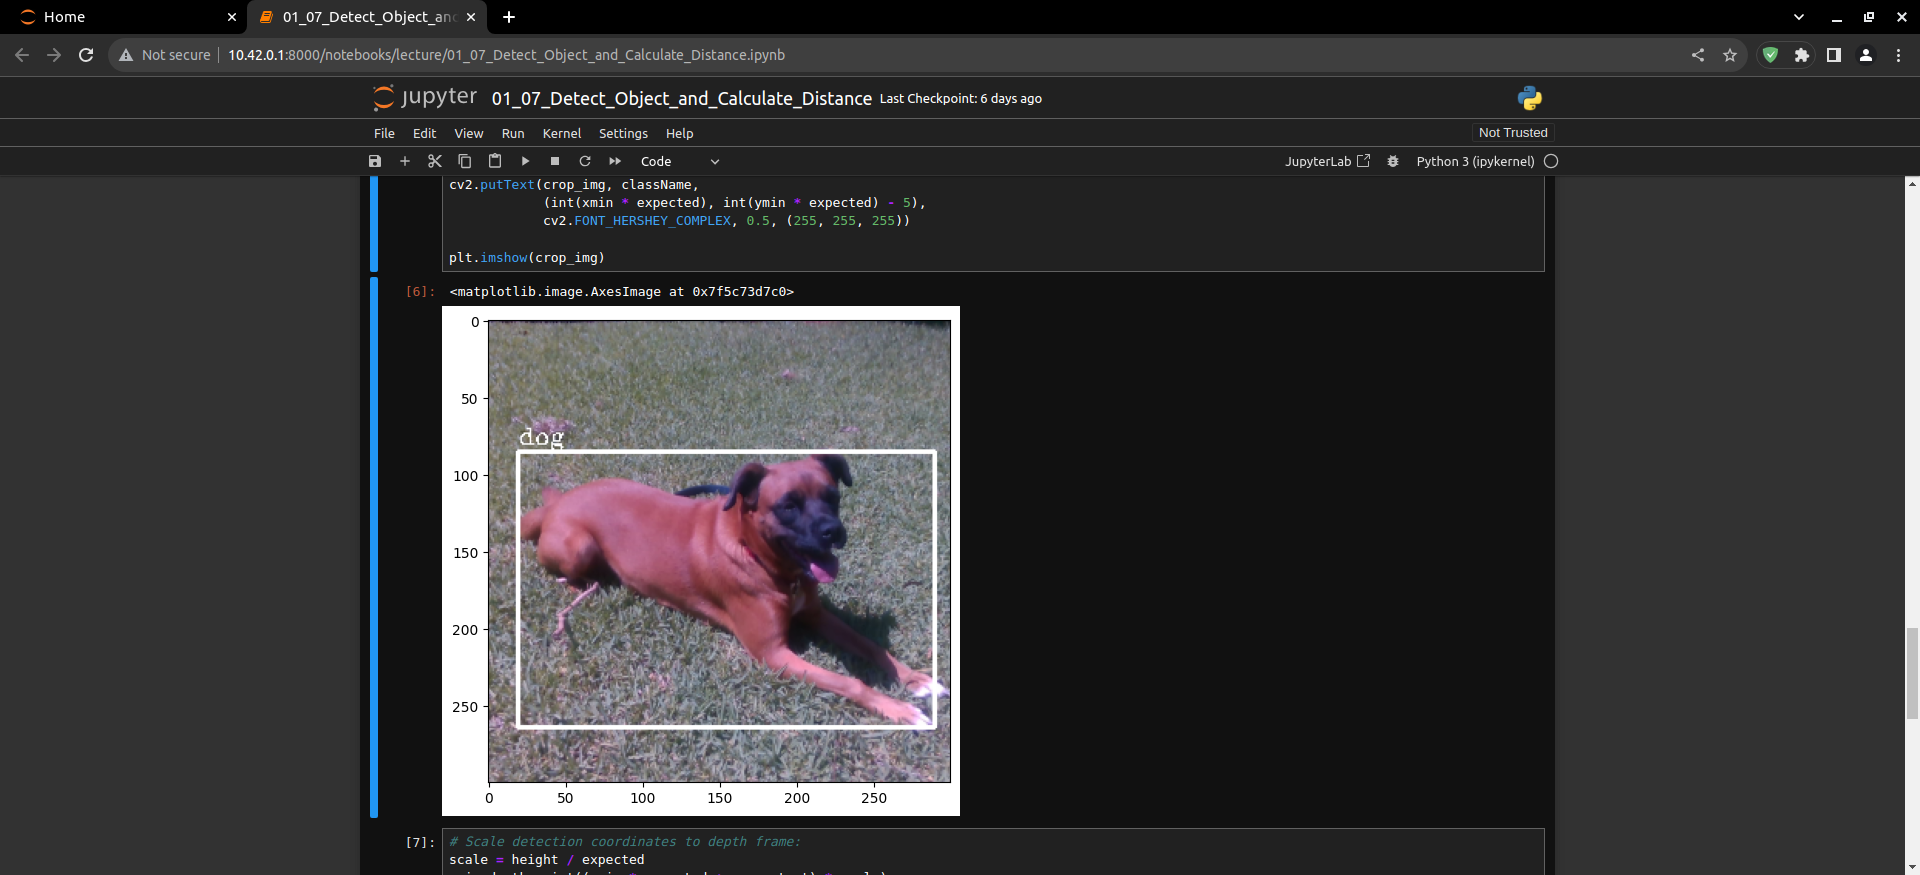 Home
01_07_Detect_Object_an
Not secure
10.42.0.1:8000/notebooks/lecture/01_07_Detect_Object_and_Calculate_Distance.ipynb
jupyter 01_07_Detect_Object_and_Calculate_Distance Last Checkpoint: 6 days ago
File Edit View Run Kernel Settings Help
Not Trusted
Code
JupyterLab
Python 3 (ipykernel)
cv2.putText(crop_img, className,
(int(xmin * expected), int(ymin * expected) - 5),
cv2.FONT_HERSHEY_COMPLEX, 0.5, (255, 255, 255))
plt.imshow(crop_img)
[6]: <matplotlib.image.AxesImage at 0x7f5c73d7c0>
0
50
dog
100
150
200
250
0 50 100 150 200 250
[7]: # Scale detection coordinates to depth frame:
scale = height / expected